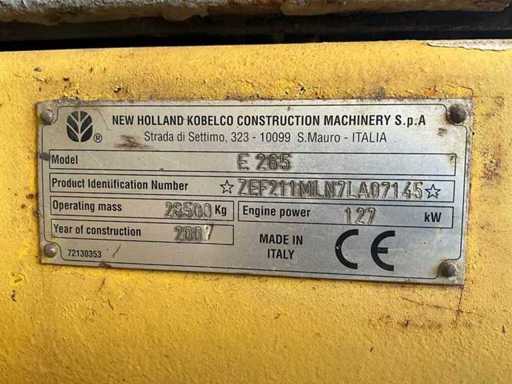 NEW HOLLAND KOBELCO CONSTRUCTION MACHINERY S.p.A
Strada di Settimo, 323 - 10099 S.Mauro - ITALIA
®
Model E 265
Product Identification Number ☆ZEF211MLN7LA07145☆
Operating mass 28500 Kg Engine power 127 kW
Year of construction 2007
MADE IN
ITALY
CE
72130353